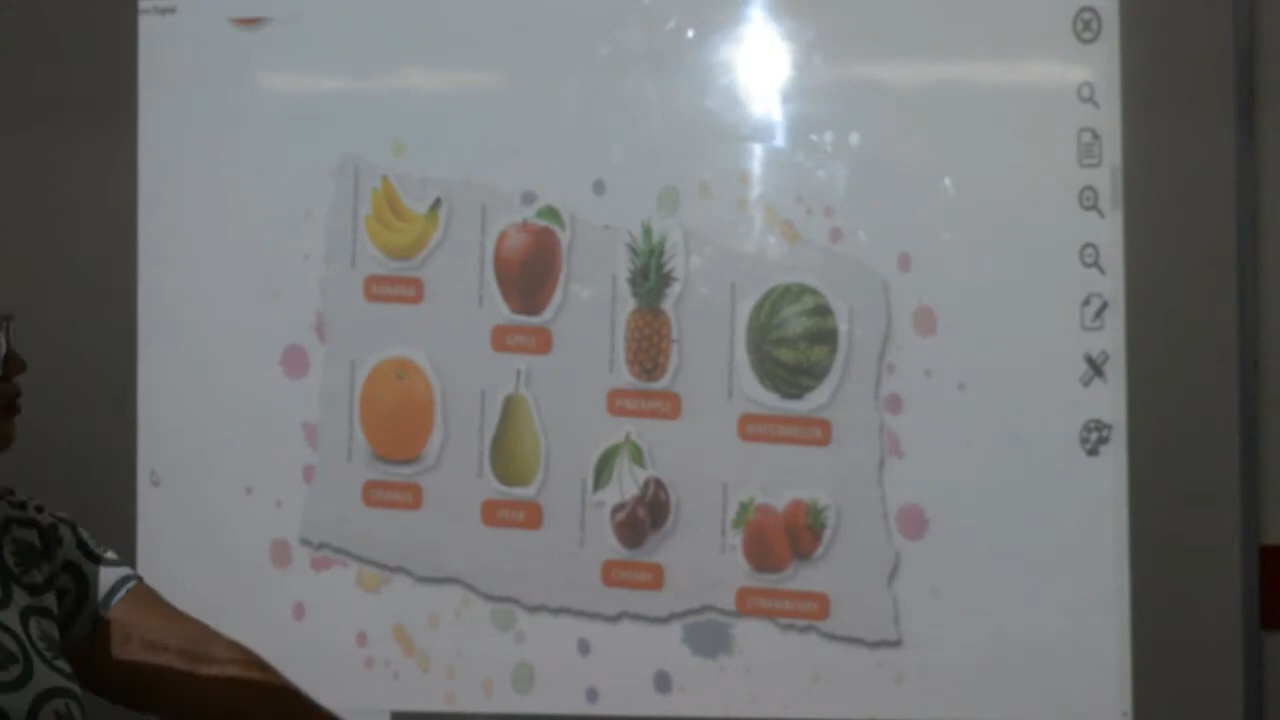 BANANA
APPLE
PINEAPPLE
WATERMELON
ORANGE
PEAR
CHERRY
STRAWBERRY